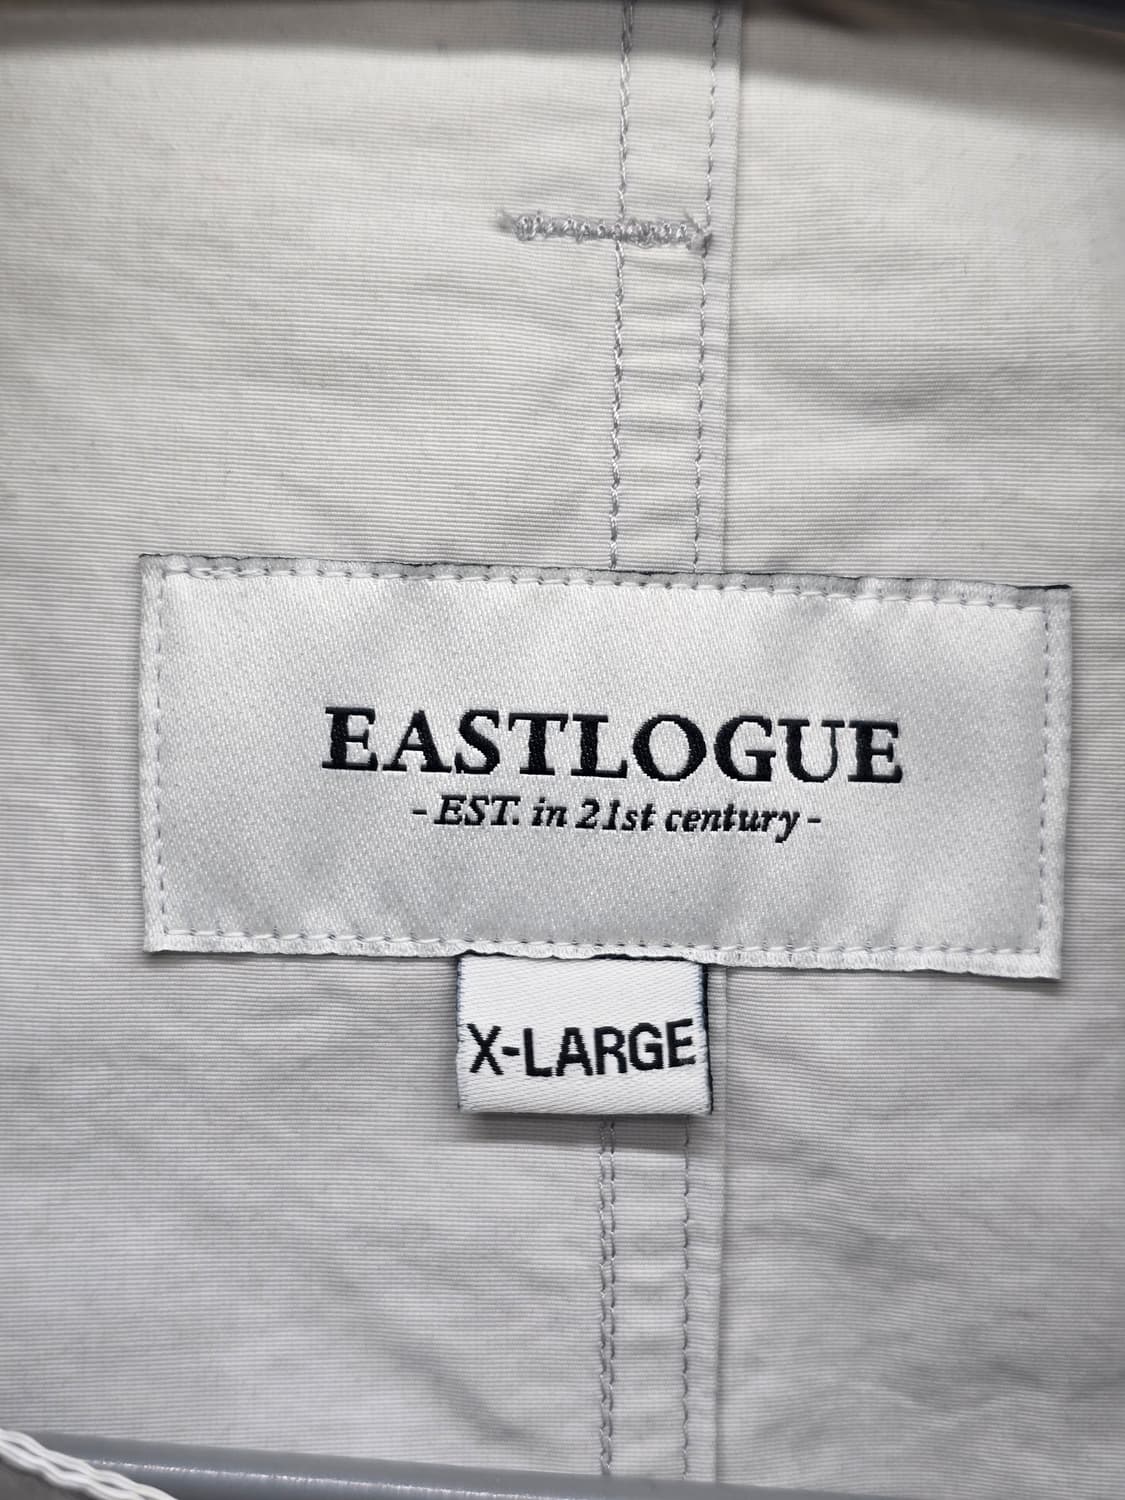 EASTLOGUE
- EST. in 21st century -
X-LARGE